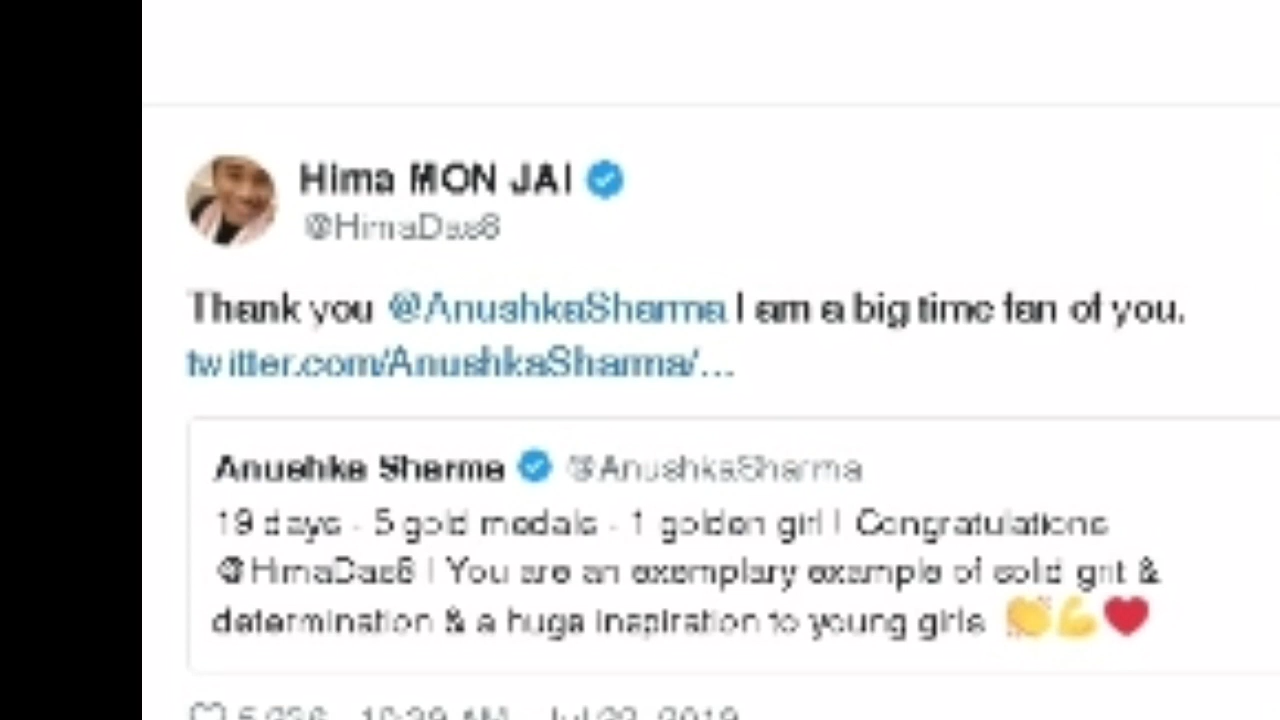 Hima MON JAI
@HimaDas8
Thank you @AnushkaSharma I am a big time fan of you.
twitter.com/AnushkaSharma/...
Anushka Sharma @AnushkaSharma
19 days - 5 gold medals - 1 golden girl ! Congratulations
@HimaDas8 ! You are an exemplary example of solid grit &
determination & a huge inspiration to young girls 👏💪❤️
2019